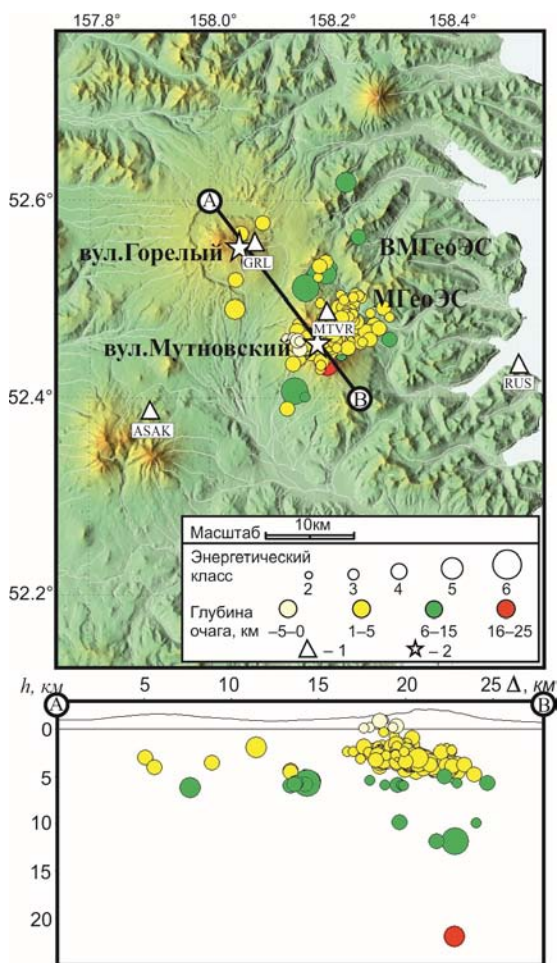 157.8° 158.0° 158.2° 158.4°
A
52.6°
вул.Горелый
GRL
ВМГеоЭС
МГеоЭС
MTVR
вул.Мутновский
RUS
52.4°
B
ASAK
Масштаб 10км
Энергетический
класс
2 3 4 5 6
Глубина
очага, км –5–0 1–5 6–15 16–25
– 1 – 2
52.2°
h, км 5 10 15 20 25 Δ, км
A B
0
5
10
15
20